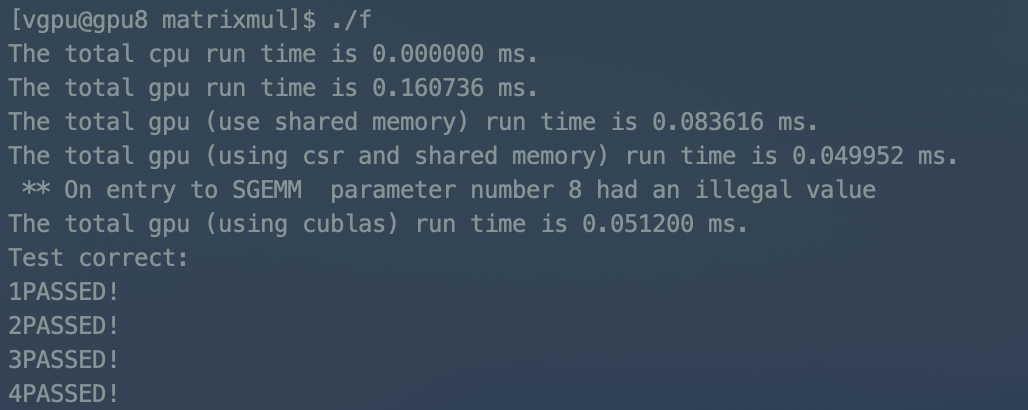 [vgpu@gpu8 matrixmul]$ ./f
The total cpu run time is 0.000000 ms.
The total gpu run time is 0.160736 ms.
The total gpu (use shared memory) run time is 0.083616 ms.
The total gpu (using csr and shared memory) run time is 0.049952 ms.
 ** On entry to SGEMM  parameter number 8 had an illegal value
The total gpu (using cublas) run time is 0.051200 ms.
Test correct:
1PASSED!
2PASSED!
3PASSED!
4PASSED!